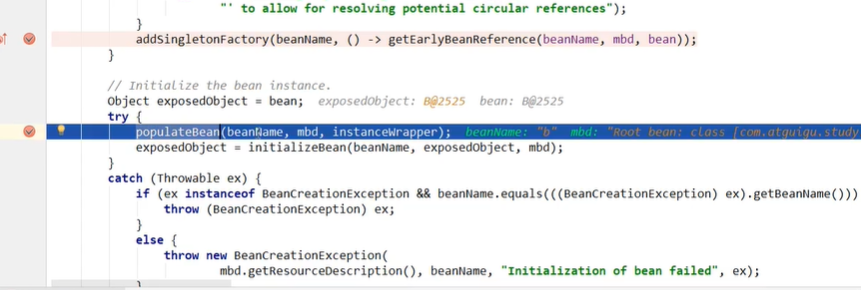 "' to allow for resolving potential circular references");
}
addSingletonFactory(beanName, () -> getEarlyBeanReference(beanName, mbd, bean));
}
// Initialize the bean instance.
Object exposedObject = bean;  exposedObject: B@2525  bean: B@2525
try {
populateBean(beanName, mbd, instanceWrapper);  beanName: "b"  mbd: "Root bean: class [com.atguigu.study
exposedObject = initializeBean(beanName, exposedObject, mbd);
}
catch (Throwable ex) {
if (ex instanceof BeanCreationException && beanName.equals(((BeanCreationException) ex).getBeanName()))
throw (BeanCreationException) ex;
}
else {
throw new BeanCreationException(
mbd.getResourceDescription(), beanName, "Initialization of bean failed", ex);
}